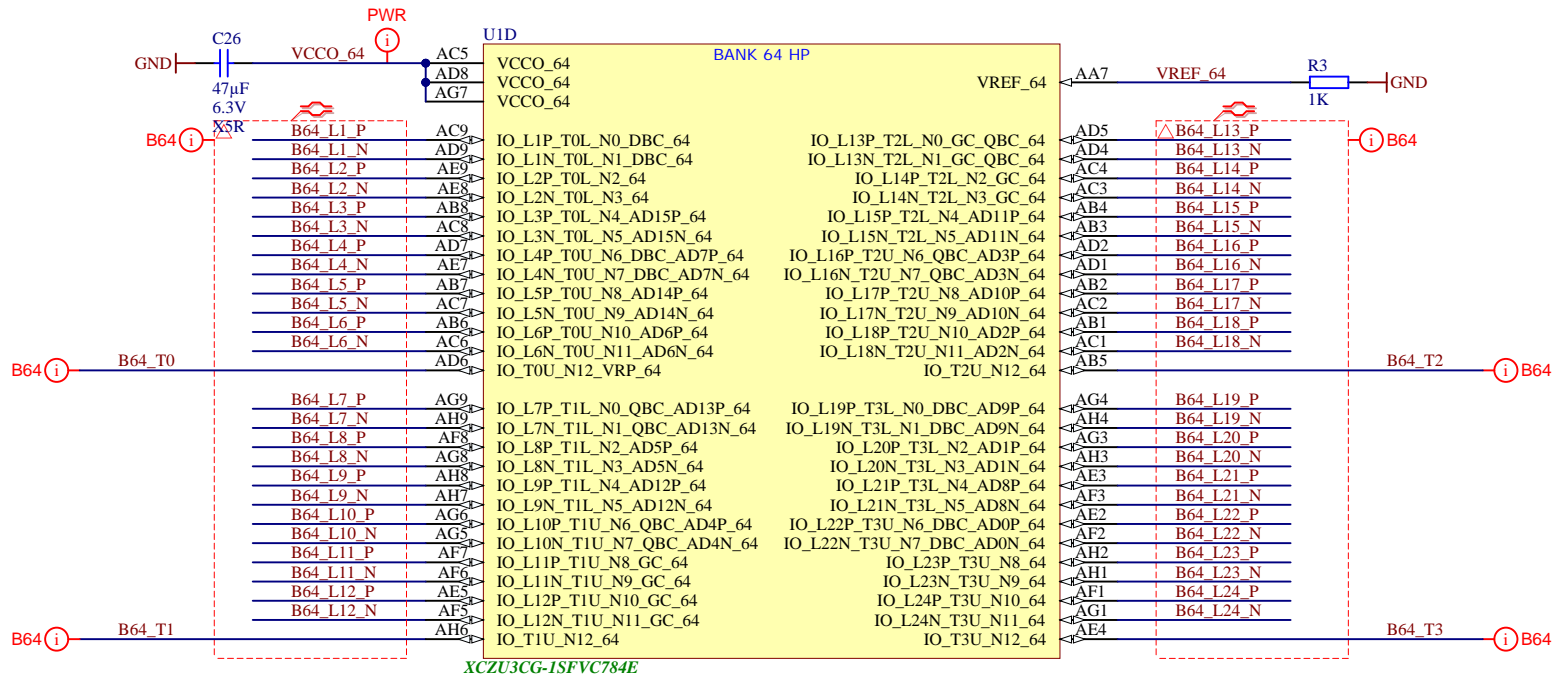 PWR
U1D
C26
GND
VCCO_64
47µF
6.3V
X5R
BANK 64 HP
AC5 VCCO_64
AD8 VCCO_64
AG7 VCCO_64
VREF_64 AA7 VREF_64
R3
1K
GND
B64
B64_L1_P AC9 IO_L1P_T0L_N0_DBC_64
B64_L1_N AD9 IO_L1N_T0L_N1_DBC_64
B64_L2_P AE9 IO_L2P_T0L_N2_64
B64_L2_N AE8 IO_L2N_T0L_N3_64
B64_L3_P AB8 IO_L3P_T0L_N4_AD15P_64
B64_L3_N AC8 IO_L3N_T0L_N5_AD15N_64
B64_L4_P AD7 IO_L4P_T0U_N6_DBC_AD7P_64
B64_L4_N AE7 IO_L4N_T0U_N7_DBC_AD7N_64
B64_L5_P AB7 IO_L5P_T0U_N8_AD14P_64
B64_L5_N AC7 IO_L5N_T0U_N9_AD14N_64
B64_L6_P AB6 IO_L6P_T0U_N10_AD6P_64
B64_L6_N AC6 IO_L6N_T0U_N11_AD6N_64
B64 B64_T0 AD6 IO_T0U_N12_VRP_64
B64_L7_P AG9 IO_L7P_T1L_N0_QBC_AD13P_64
B64_L7_N AH9 IO_L7N_T1L_N1_QBC_AD13N_64
B64_L8_P AF8 IO_L8P_T1L_N2_AD5P_64
B64_L8_N AG8 IO_L8N_T1L_N3_AD5N_64
B64_L9_P AH8 IO_L9P_T1L_N4_AD12P_64
B64_L9_N AH7 IO_L9N_T1L_N5_AD12N_64
B64_L10_P AG6 IO_L10P_T1U_N6_QBC_AD4P_64
B64_L10_N AG5 IO_L10N_T1U_N7_QBC_AD4N_64
B64_L11_P AF7 IO_L11P_T1U_N8_GC_64
B64_L11_N AF6 IO_L11N_T1U_N9_GC_64
B64_L12_P AE5 IO_L12P_T1U_N10_GC_64
B64_L12_N AF5 IO_L12N_T1U_N11_GC_64
B64 B64_T1 AH6 IO_T1U_N12_64
IO_L13P_T2L_N0_GC_QBC_64 AD5 B64_L13_P
B64
IO_L13N_T2L_N1_GC_QBC_64 AD4 B64_L13_N
IO_L14P_T2L_N2_GC_64 AC4 B64_L14_P
IO_L14N_T2L_N3_GC_64 AC3 B64_L14_N
IO_L15P_T2L_N4_AD11P_64 AB4 B64_L15_P
IO_L15N_T2L_N5_AD11N_64 AB3 B64_L15_N
IO_L16P_T2U_N6_QBC_AD3P_64 AD2 B64_L16_P
IO_L16N_T2U_N7_QBC_AD3N_64 AD1 B64_L16_N
IO_L17P_T2U_N8_AD10P_64 AB2 B64_L17_P
IO_L17N_T2U_N9_AD10N_64 AC2 B64_L17_N
IO_L18P_T2U_N10_AD2P_64 AB1 B64_L18_P
IO_L18N_T2U_N11_AD2N_64 AC1 B64_L18_N
IO_T2U_N12_64 AB5 B64_T2 B64
IO_L19P_T3L_N0_DBC_AD9P_64 AG4 B64_L19_P
IO_L19N_T3L_N1_DBC_AD9N_64 AH4 B64_L19_N
IO_L20P_T3L_N2_AD1P_64 AG3 B64_L20_P
IO_L20N_T3L_N3_AD1N_64 AH3 B64_L20_N
IO_L21P_T3L_N4_AD8P_64 AE3 B64_L21_P
IO_L21N_T3L_N5_AD8N_64 AF3 B64_L21_N
IO_L22P_T3U_N6_DBC_AD0P_64 AE2 B64_L22_P
IO_L22N_T3U_N7_DBC_AD0N_64 AF2 B64_L22_N
IO_L23P_T3U_N8_64 AH2 B64_L23_P
IO_L23N_T3U_N9_64 AH1 B64_L23_N
IO_L24P_T3U_N10_64 AF1 B64_L24_P
IO_L24N_T3U_N11_64 AG1 B64_L24_N
IO_T3U_N12_64 AE4 B64_T3 B64
XCZU3CG-1SFVC784E